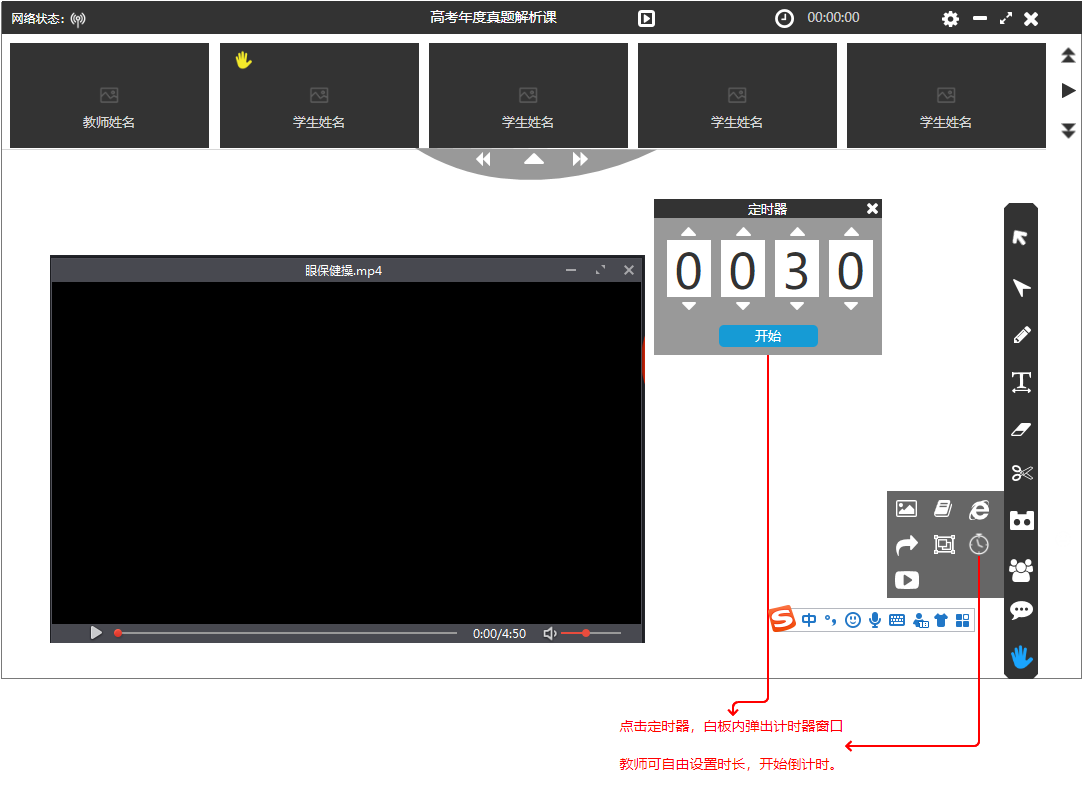 网络状态:
高考年度真题解析课
00:00:00
教师姓名
学生姓名
学生姓名
学生姓名
学生姓名
定时器
0 0 3 0
开始
眼保健操.mp4
0:00/4:50
S 中 °,
点击定时器，白板内弹出计时器窗口
教师可自由设置时长，开始倒计时。